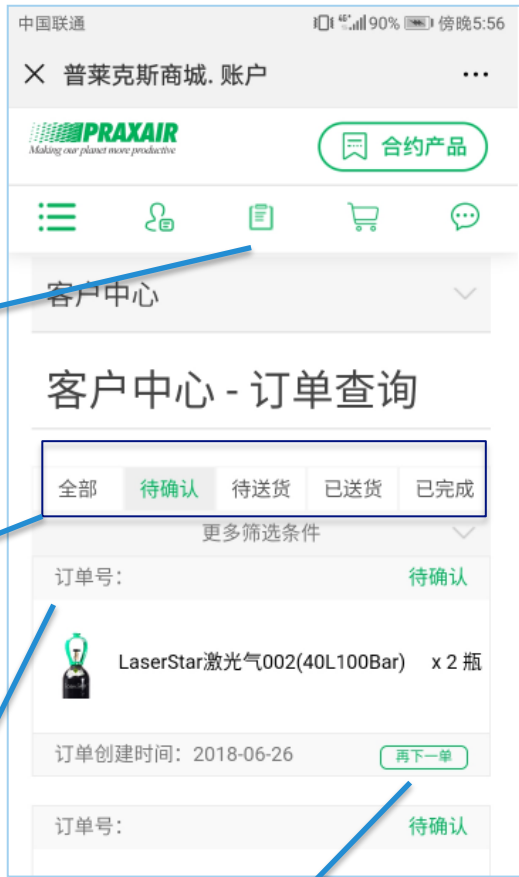 中国联通 90% 傍晚5:56
普莱克斯商城. 账户
PRAXAIR
Making our planet more productive
合约产品
客户中心
客户中心 - 订单查询
全部 待确认 待送货 已送货 已完成
更多筛选条件
订单号： 待确认
LaserStar激光气002(40L100Bar) x 2 瓶
订单创建时间：2018-06-26 再下一单
订单号： 待确认